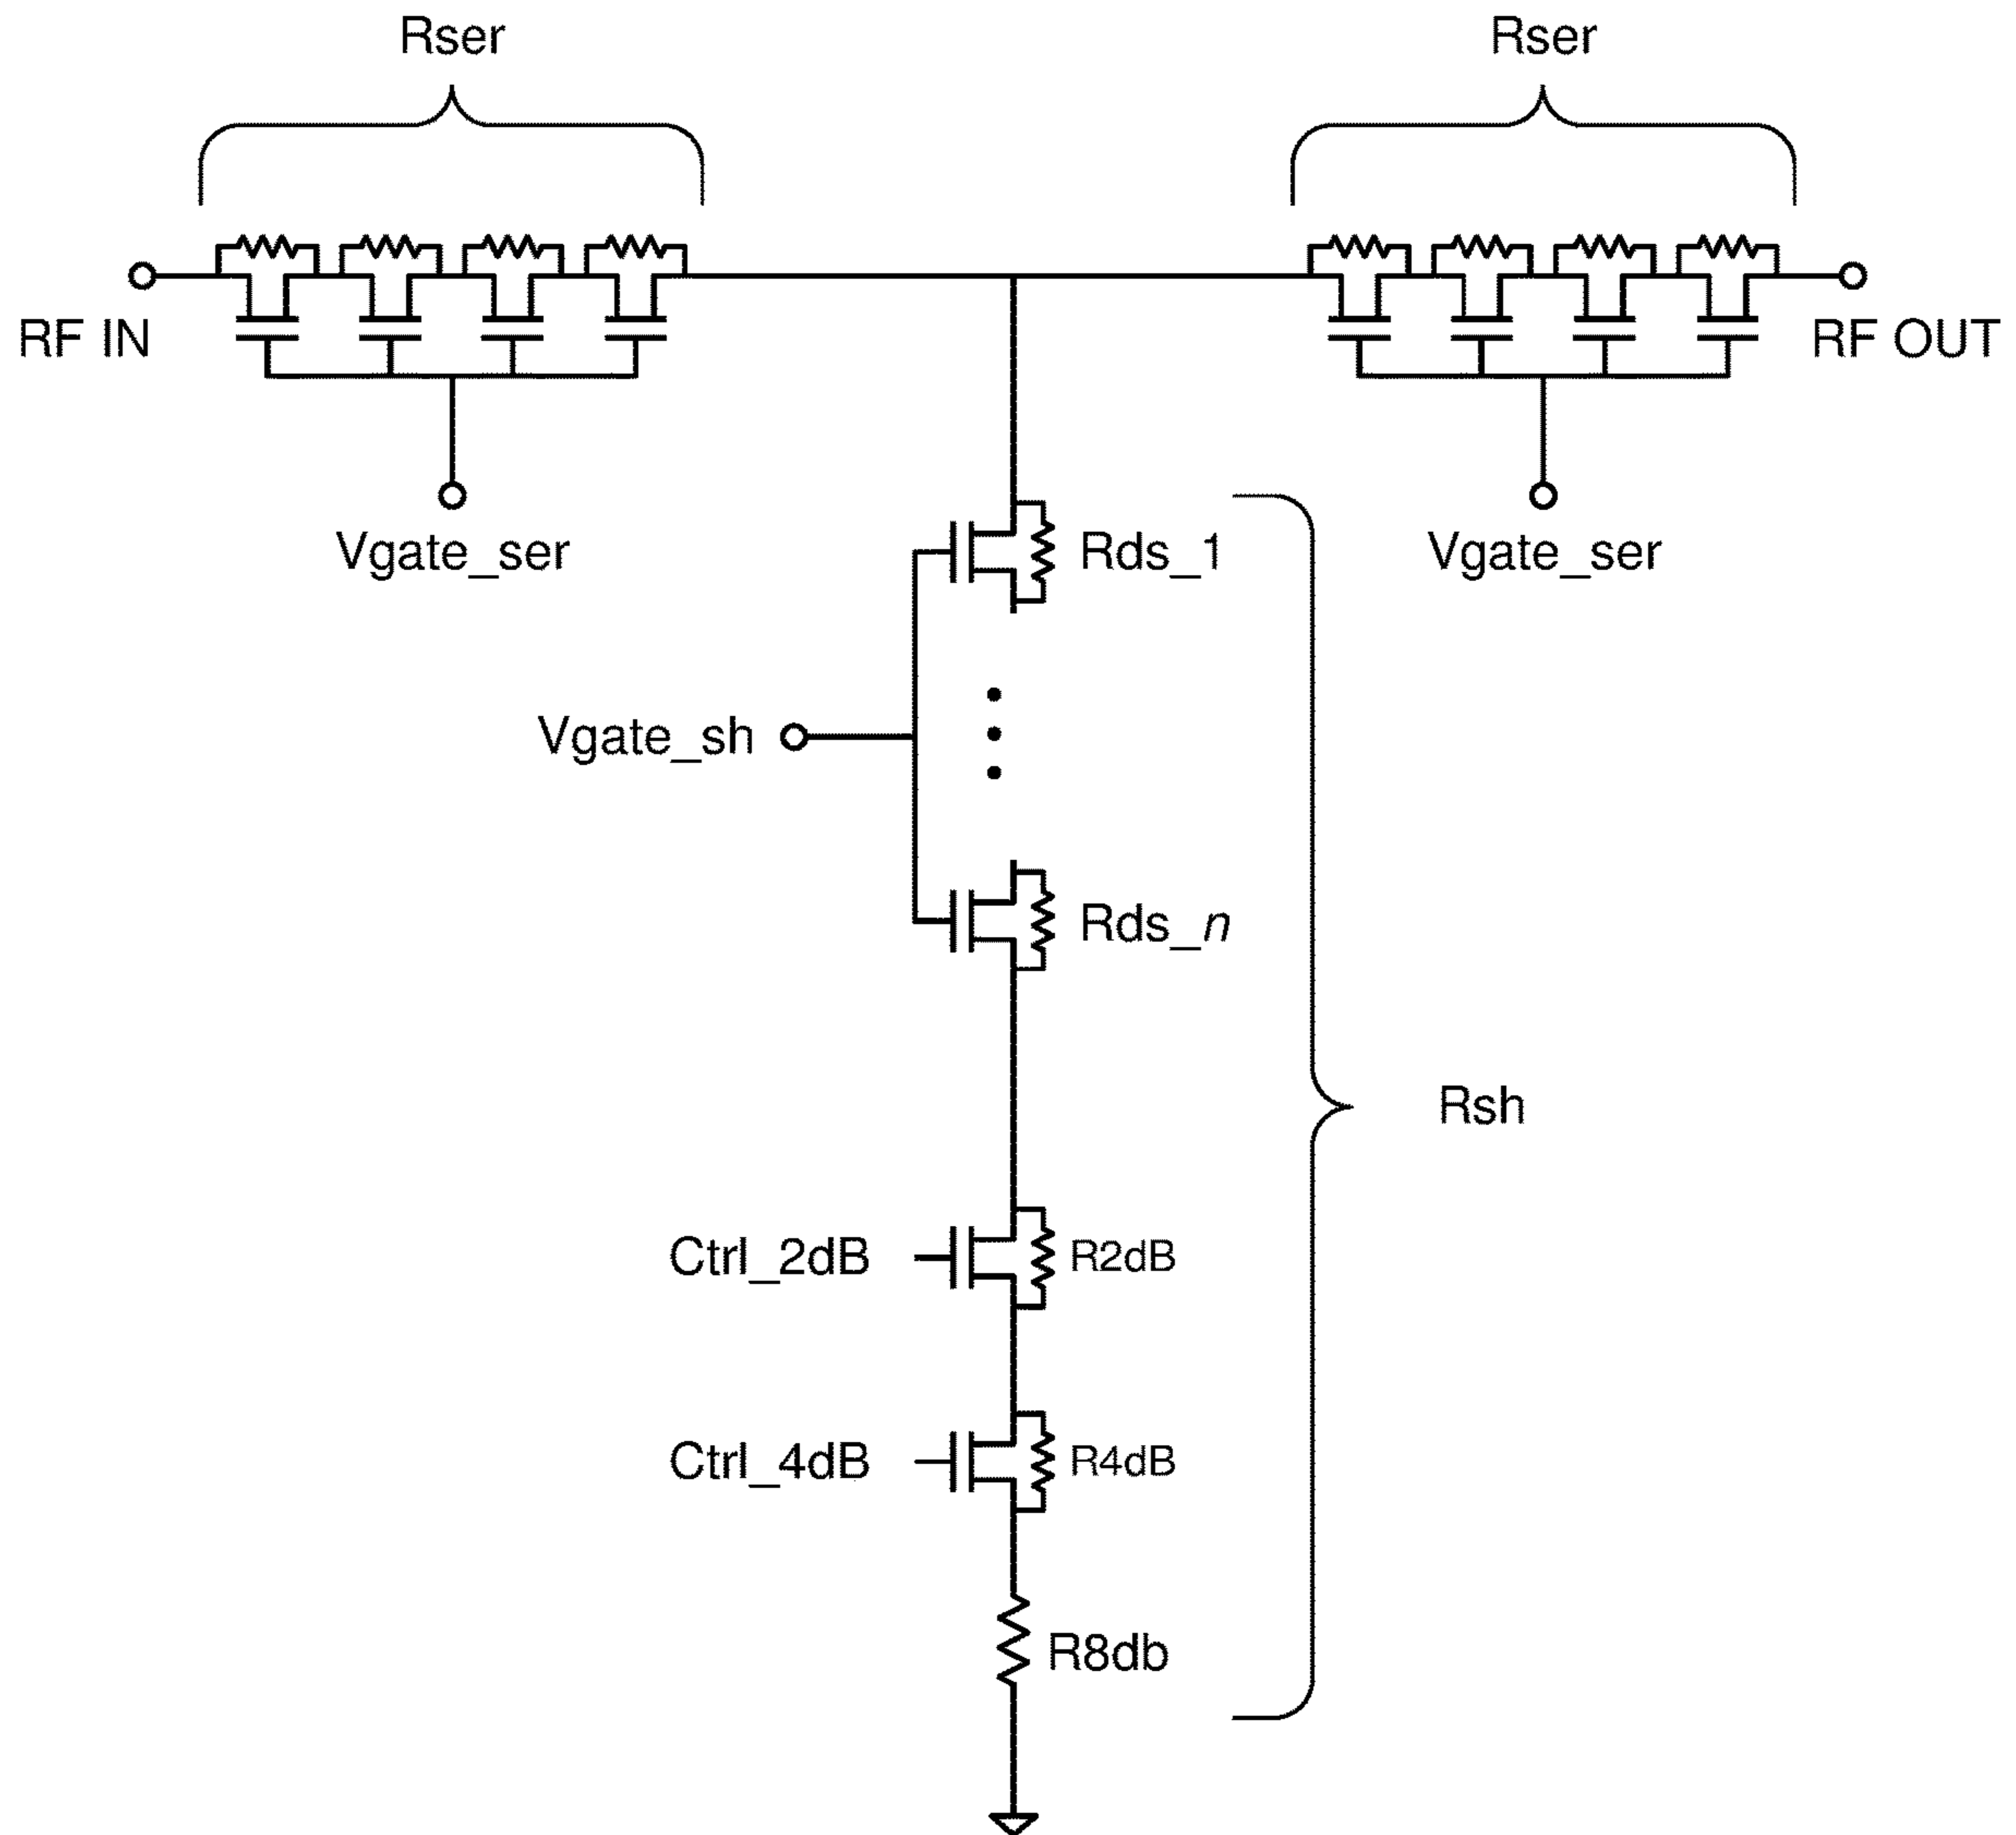 Rser
Rser
RF IN
RF OUT
Vgate_ser
Vgate_ser
Rds_1
Vgate_sh
Rds_n
Rsh
Ctrl_2dB
R2dB
Ctrl_4dB
R4dB
R8db